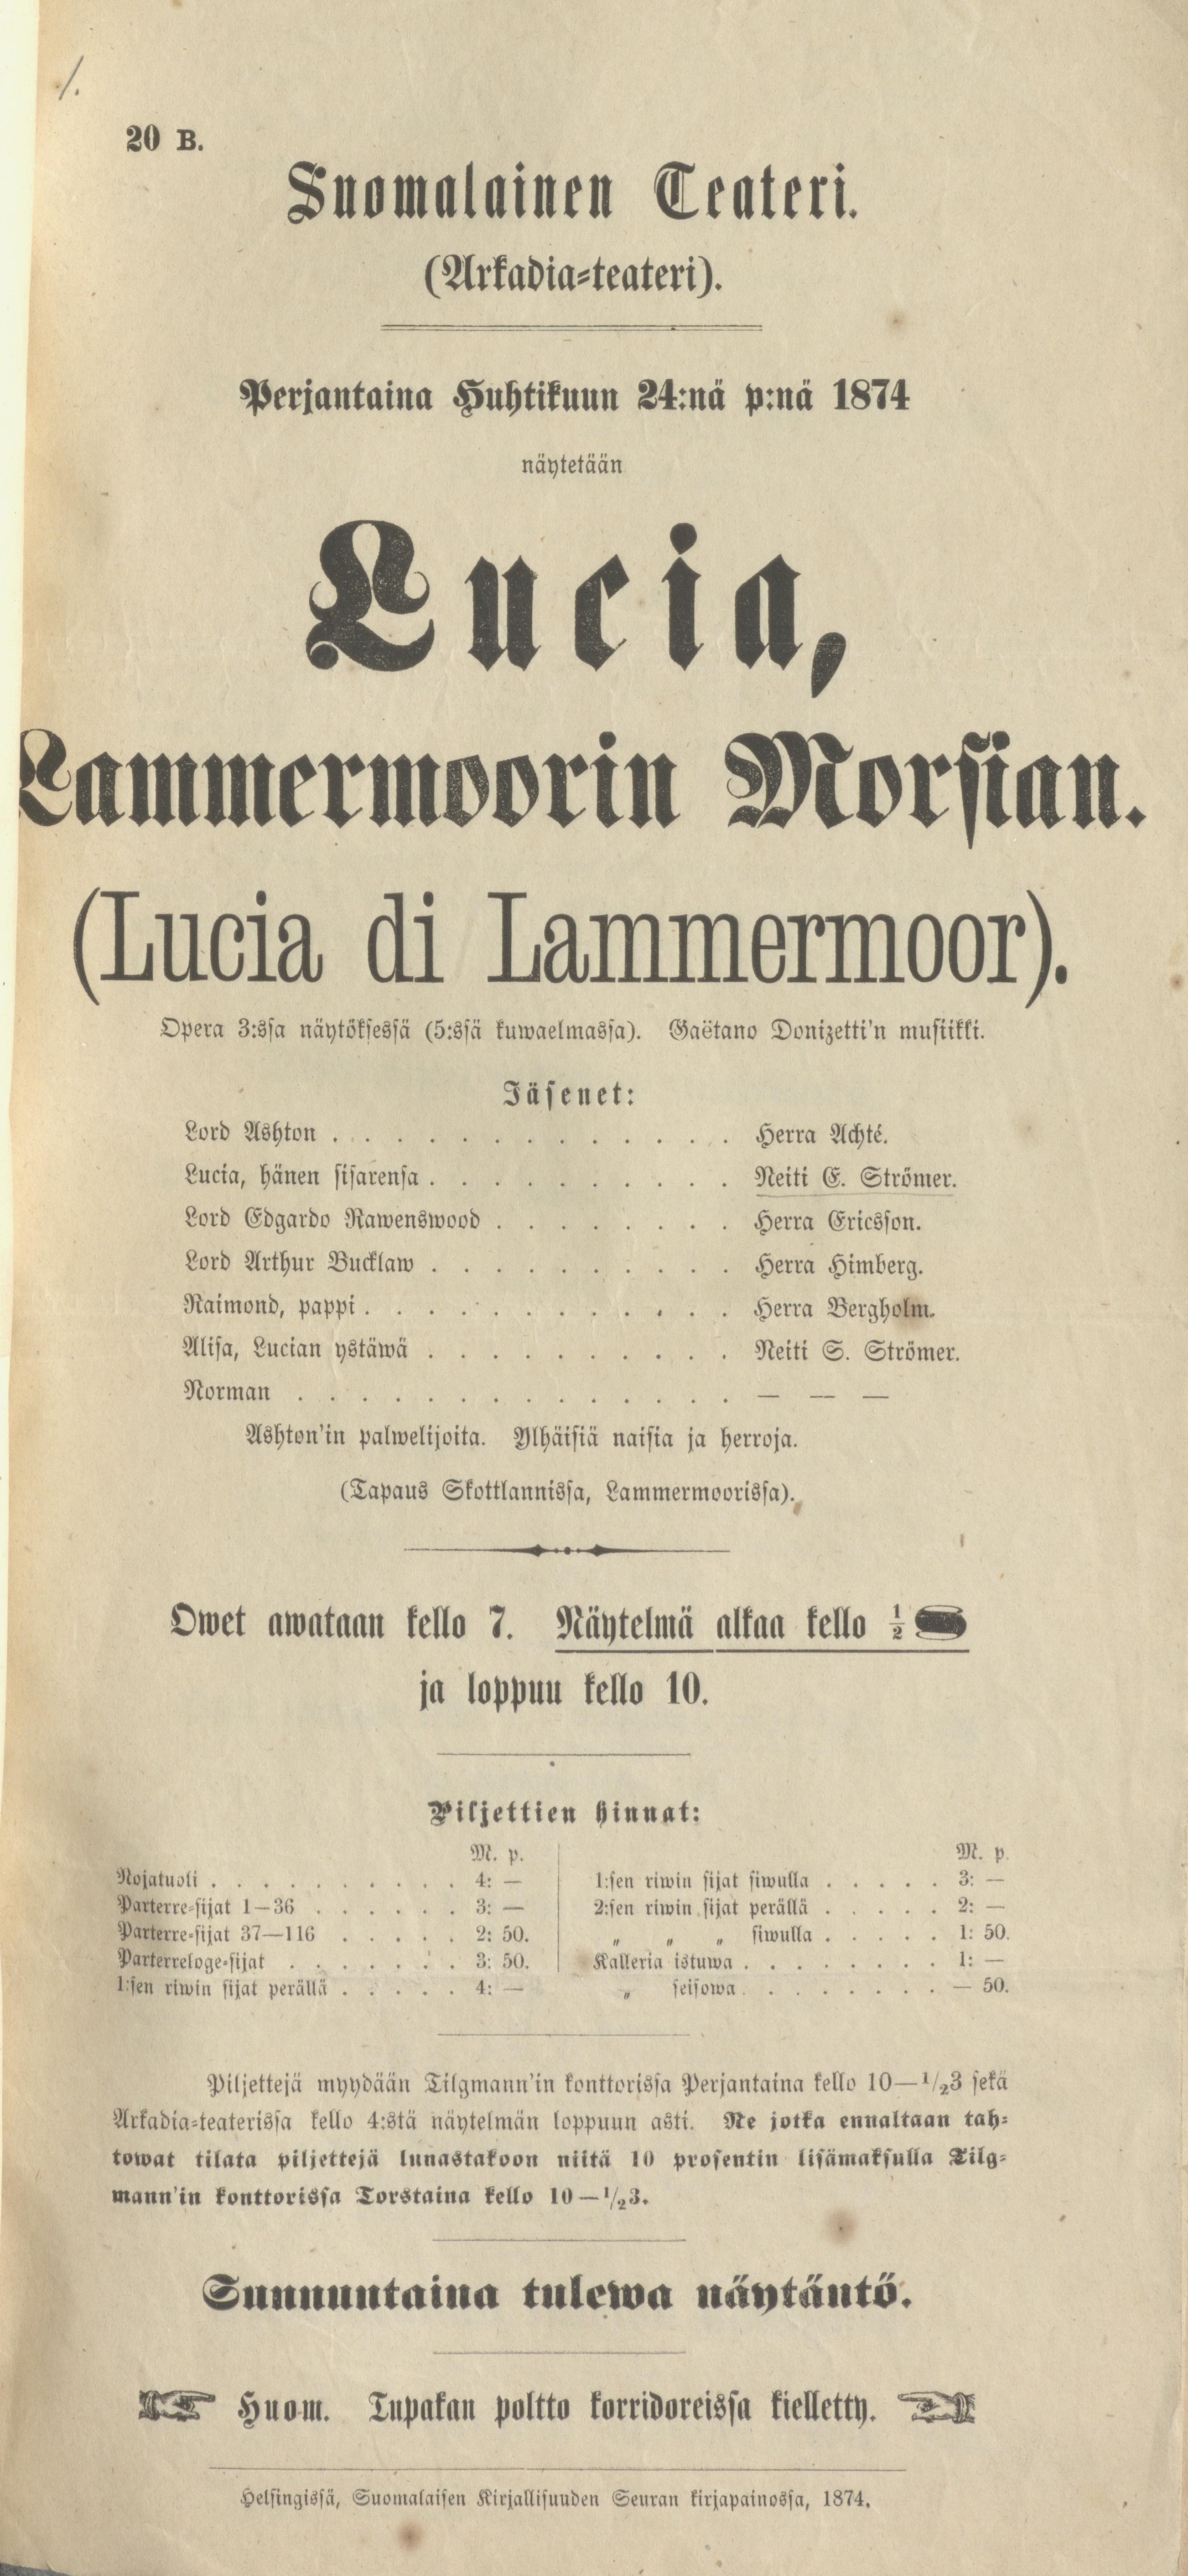 1.
20 B.
Suomalainen Teateri.
(Arkadia-teateri).
Perjantaina Huhtikuun 24:nä p:nä 1874
näytetään
Lucia,
Lammermoorin Morsian.
(Lucia di Lammermoor).
Opera 3:ssa näytöksessä (5:ssä kuwaelmassa). Gaëtano Donizetti'n musiikki.
Jäsenet:
Lord Ashton . . . . . . . . . . . . . Herra Achté.
Lucia, hänen sisarensa . . . . . . . . . . Neiti E. Strömer.
Lord Edgardo Rawenswood . . . . . . . . Herra Ericsson.
Lord Arthur Bucklaw . . . . . . . . . . Herra Himberg.
Raimond, pappi . . . . . . . . . . . . Herra Bergholm.
Alisa, Lucian ystäwä . . . . . . . . . . Neiti S. Strömer.
Norman . . . . . . . . . . . . . . — — —
Ashton'in palwelijoita. Ylhäisiä naisia ja herroja.
(Tapaus Skottlannissa, Lammermoorissa).
Owet awataan kello 7. Näytelmä alkaa kello ½
ja loppuu kello 10.
Piljettien hinnat:
M. p.
Nojatuoli . . . . . . . . . . 4: —
Parterre-sijat 1—36 . . . . . . 3: —
Parterre-sijat 37—116 . . . . . 2: 50.
Parterreloge-sijat . . . . . . . 3: 50.
1:sen riwin sijat perällä . . . . . 4: —
M. p.
1:sen riwin sijat siwulla . . . . . 3: —
2:sen riwin sijat perällä . . . . . 2: —
„ „ „ siwulla . . . . . 1: 50.
Kalleria istuwa . . . . . . . . 1: —
„ seisowa . . . . . . . . — 50.
Piljettejä myydään Tilgmann'in konttorissa Perjantaina kello 10—1/23 sekä
Arkadia-teaterissa kello 4:stä näytelmän loppuun asti. Ne jotka ennaltaan tah-
towat tilata piljettejä lunastakoon niitä 10 prosentin lisämaksulla Tilg-
mann'in konttorissa Torstaina kello 10—1/23.
Sunnuntaina tulewa näytäntö.
Huom. Tupakan poltto korridoreissa kielletty.
Helsingissä, Suomalaisen Kirjallisuuden Seuran kirjapainossa, 1874.